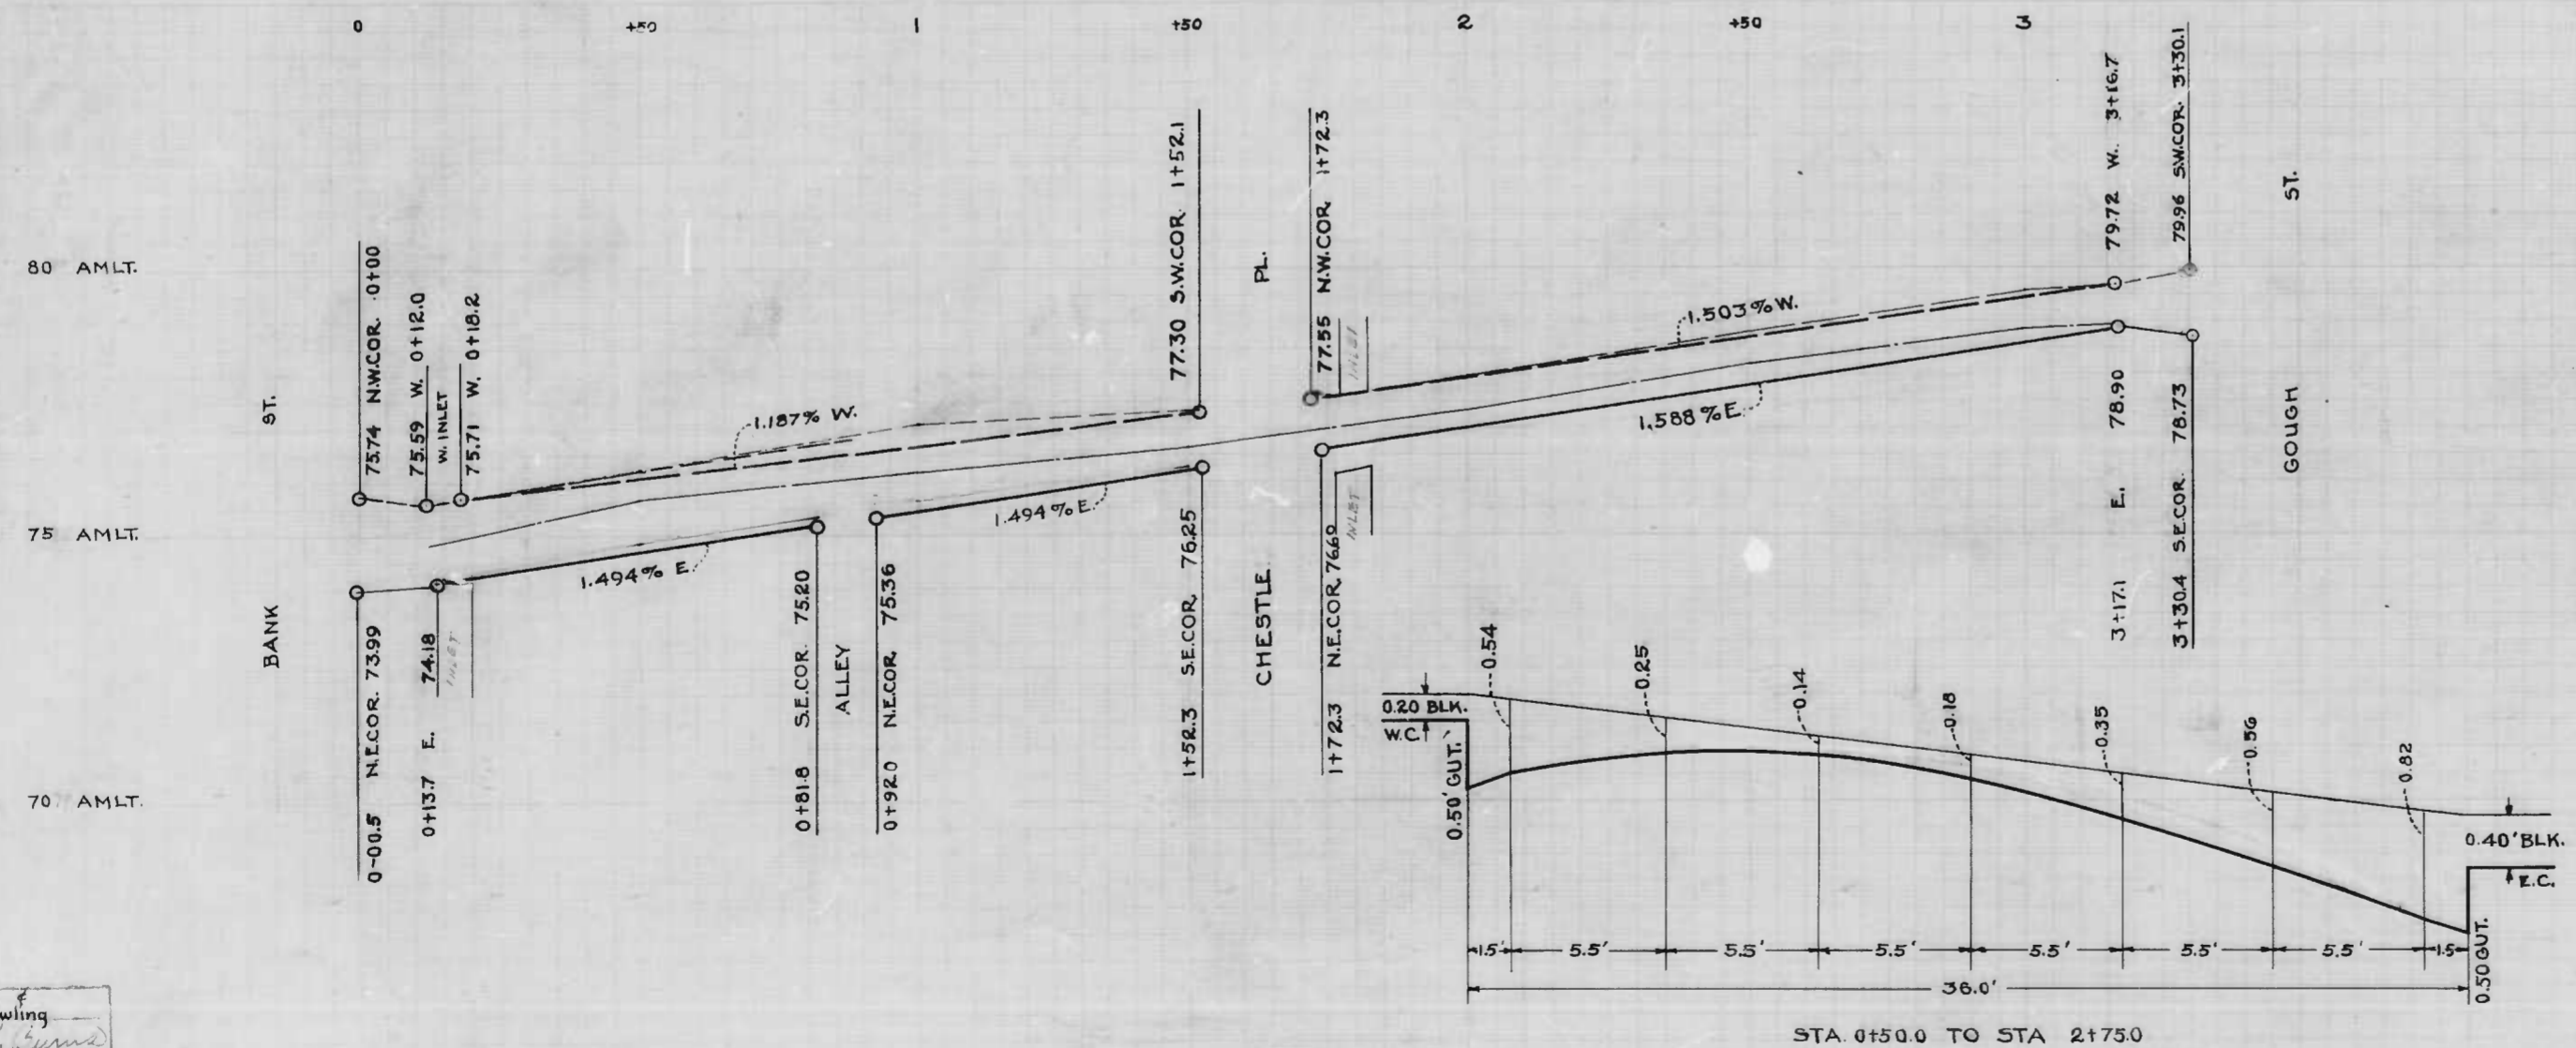 0 +50 1 +50 2 +50 3
80 AMLT.
75 AMLT.
70 AMLT.
BANK ST.
75.74 N.W.COR. 0+00
75.59 W. 0+12.0
W. INLET
75.71 W. 0+18.2
1.187% W.
77.30 S.W.COR. 1+52.1
CHESTLE PL.
77.55 N.W.COR 1+72.3
INLET
1.503% W.
79.72 W. 3+16.7
79.96 S.W.COR. 3+30.1
GOUGH ST.
0-00.5 N.E.COR. 73.99
0+13.7 E. 74.18
INLET
1.494% E.
0+81.8 S.E.COR. 75.20
ALLEY
0+92.0 N.E.COR 75.36
1.494% E.
1+52.3 S.E.COR 76.25
1+72.3 N.E.COR. 76.60
INLET
1.588% E.
3+17.1 E. 78.90
3+30.4 S.E.COR. 78.73
0.20 BLK.
W.C.
0.50' GUT.
0.54
0.25
0.14
0.18
0.35
0.56
0.82
0.40' BLK.
E.C.
0.50 GUT.
1.5' 5.5' 5.5' 5.5' 5.5' 5.5' 5.5' 1.5
36.0'
STA. 0+50.0 TO STA 2+75.0
&
wling
Burns